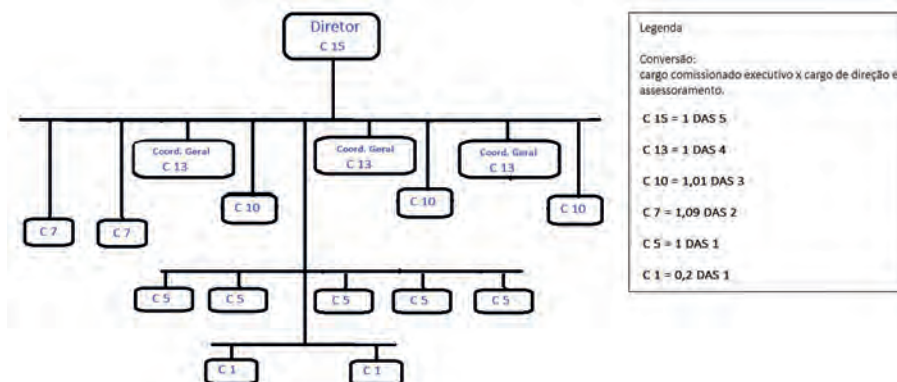 Diretor
C 15
Coord. Geral
C 13
Coord. Geral
C 13
Coord. Geral
C 13
C 10
C 10
C 10
C 7
C 7
C 5
C 5
C 5
C 5
C 5
C 1
C 1
Legenda
Conversão:
cargo comissionado executivo x cargo de direção e
assessoramento.
C 15 = 1 DAS 5
C 13 = 1 DAS 4
C 10 = 1,01 DAS 3
C 7 = 1,09 DAS 2
C 5 = 1 DAS 1
C 1 = 0,2 DAS 1